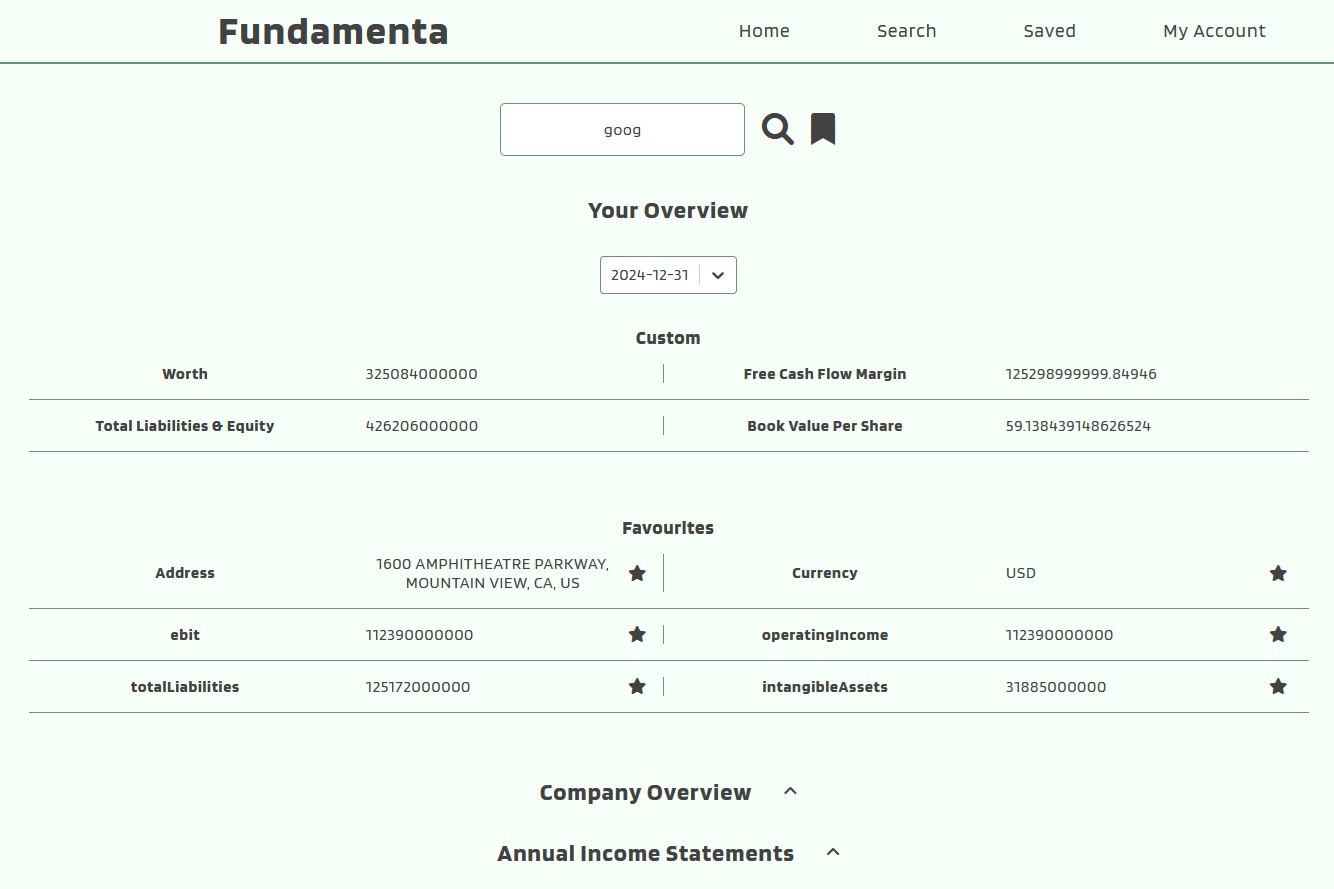 Fundamenta
Home
Search
Saved
My Account
goog
Your Overview
2024-12-31
Custom
Worth
325084000000
Free Cash Flow Margin
125298999999.84946
Total Liabilities & Equity
426206000000
Book Value Per Share
59.138439148626524
Favourites
Address
1600 AMPHITHEATRE PARKWAY,
MOUNTAIN VIEW, CA, US
Currency
USD
ebit
112390000000
operatingIncome
112390000000
totalLiabilities
125172000000
intangibleAssets
31885000000
Company Overview
Annual Income Statements